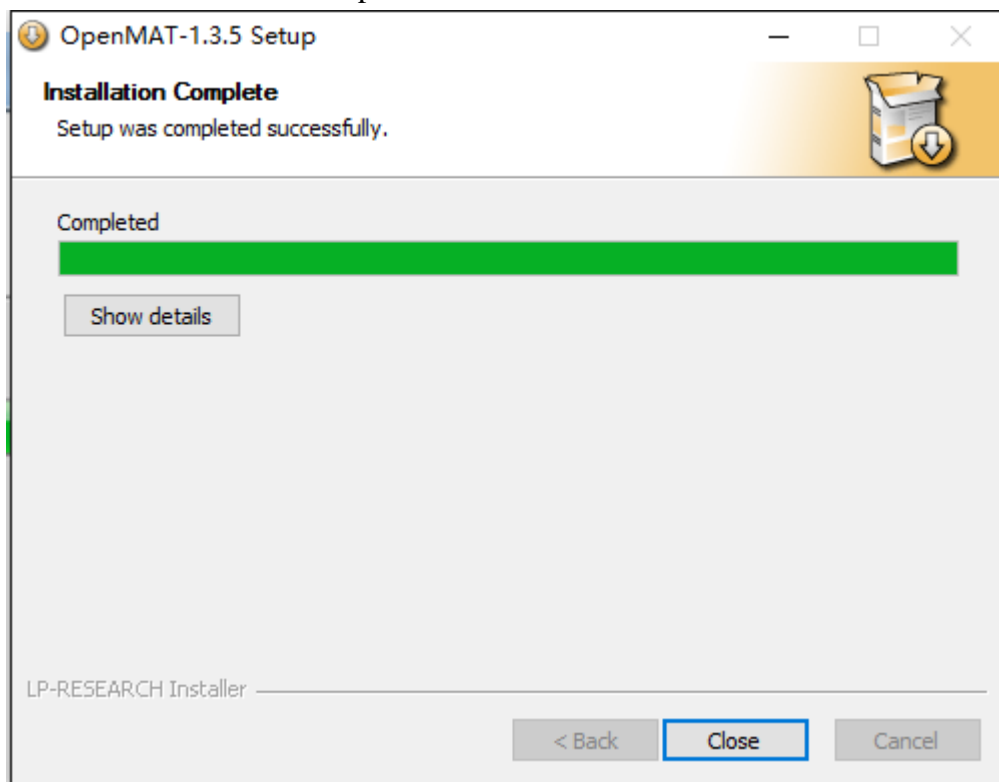 OpenMAT-1.3.5 Setup
Installation Complete
Setup was completed successfully.
Completed
Show details
LP-RESEARCH Installer
< Back Close Cancel